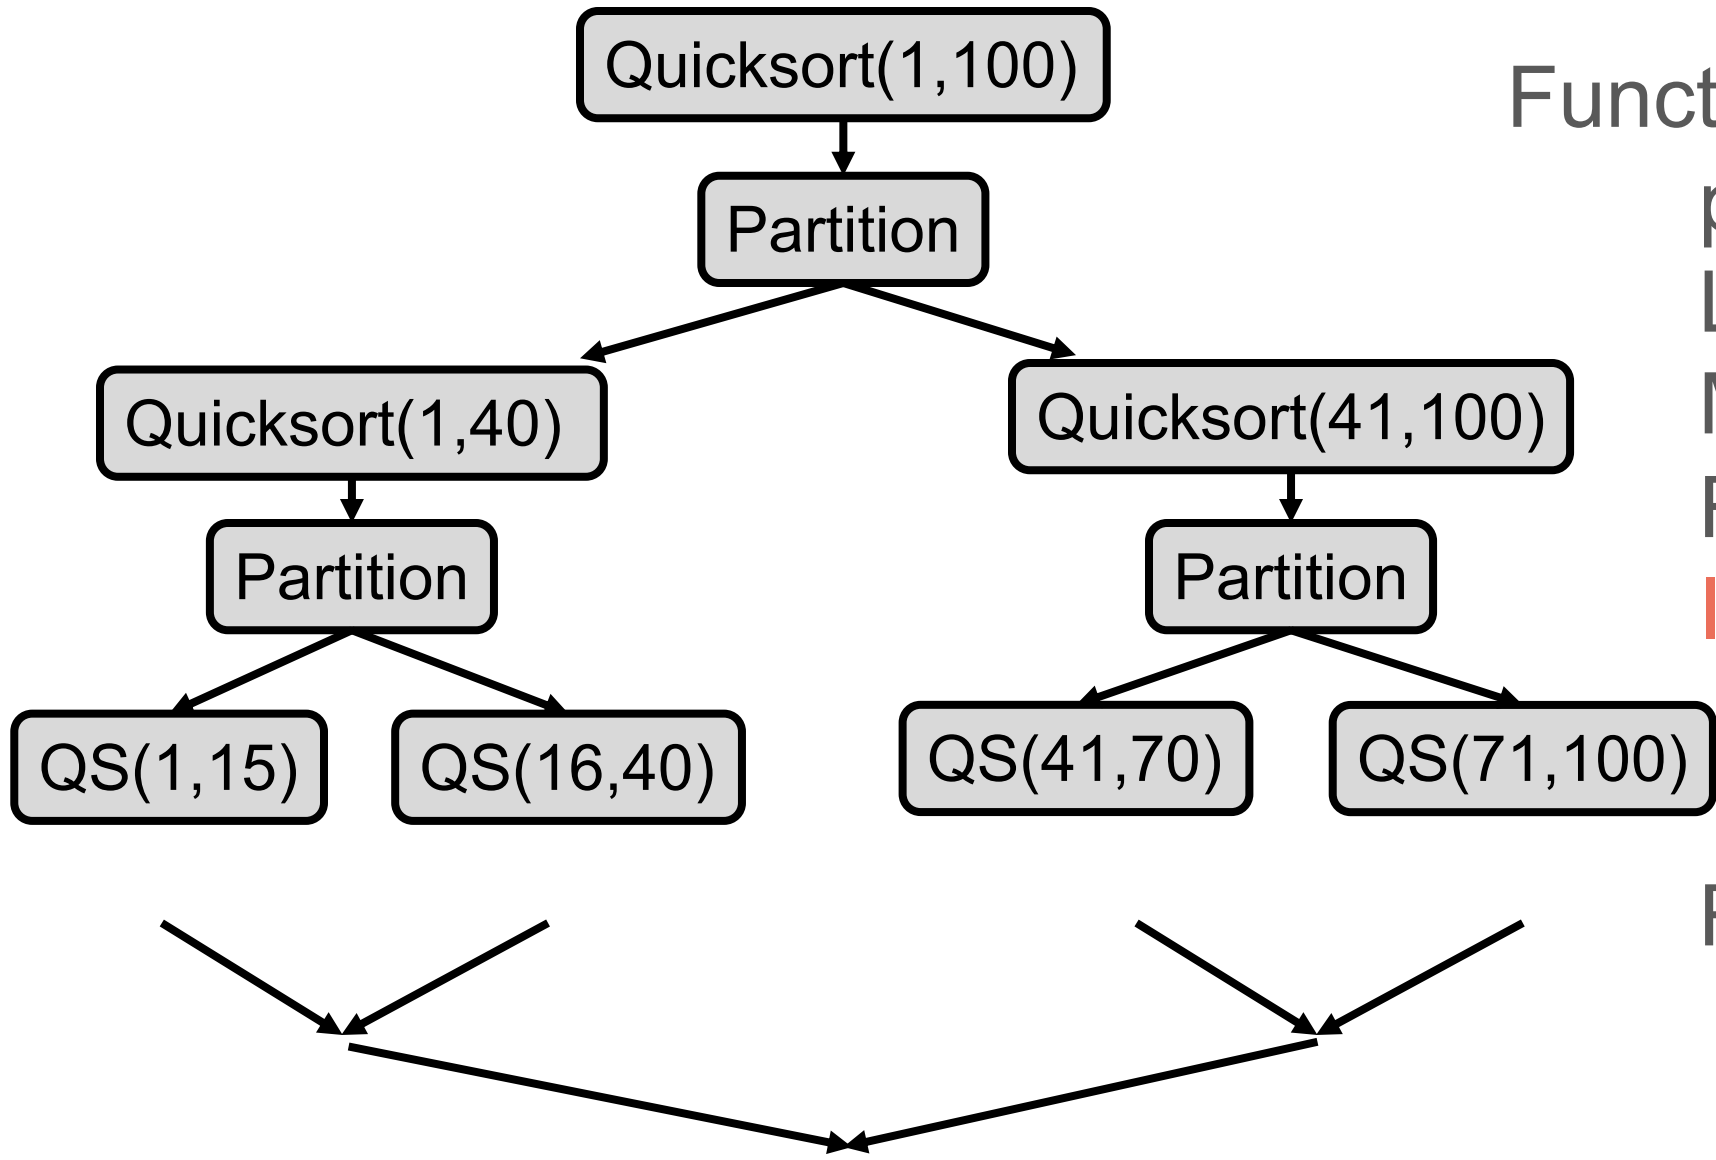 Quicksort(1,100)
Partition
Quicksort(1,40)
Quicksort(41,100)
Partition
Partition
QS(1,15)
QS(16,40)
QS(41,70)
QS(71,100)